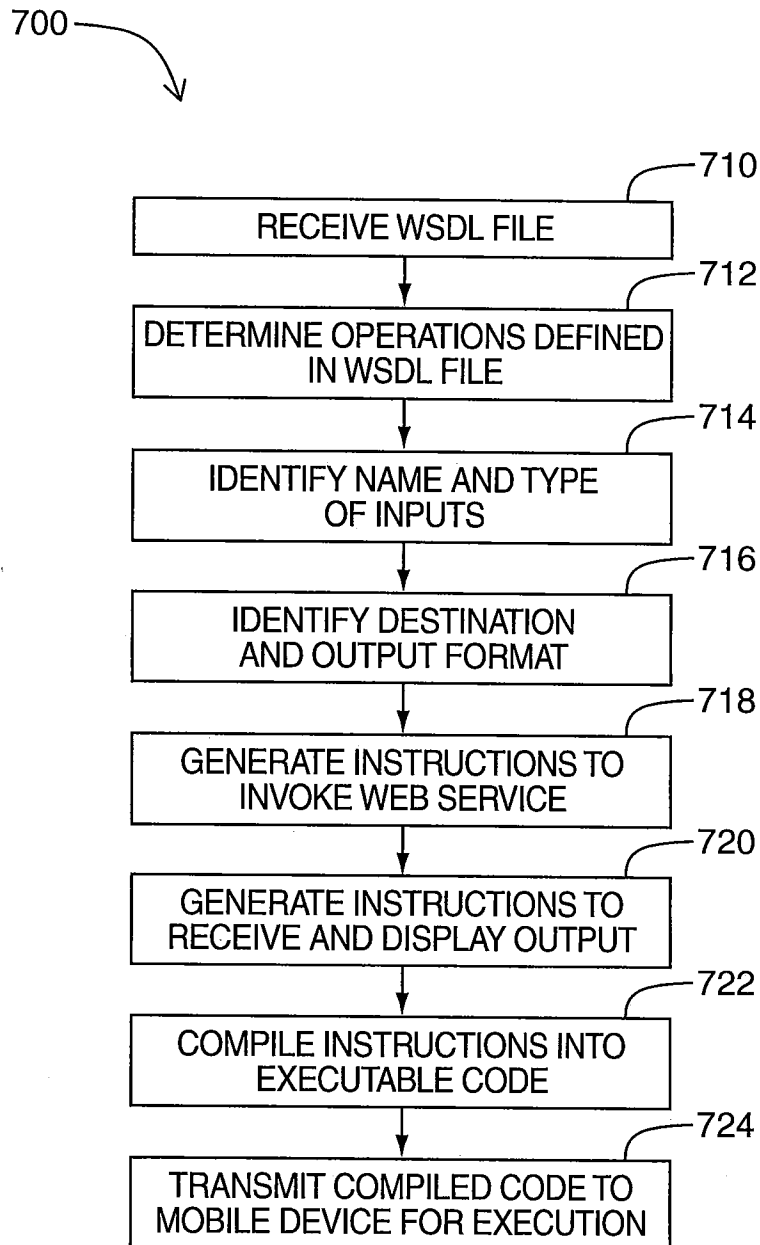 700
710
RECEIVE WSDL FILE
712
DETERMINE OPERATIONS DEFINED
IN WSDL FILE
714
IDENTIFY NAME AND TYPE
OF INPUTS
716
IDENTIFY DESTINATION
AND OUTPUT FORMAT
718
GENERATE INSTRUCTIONS TO
INVOKE WEB SERVICE
720
GENERATE INSTRUCTIONS TO
RECEIVE AND DISPLAY OUTPUT
722
COMPILE INSTRUCTIONS INTO
EXECUTABLE CODE
724
TRANSMIT COMPILED CODE TO
MOBILE DEVICE FOR EXECUTION